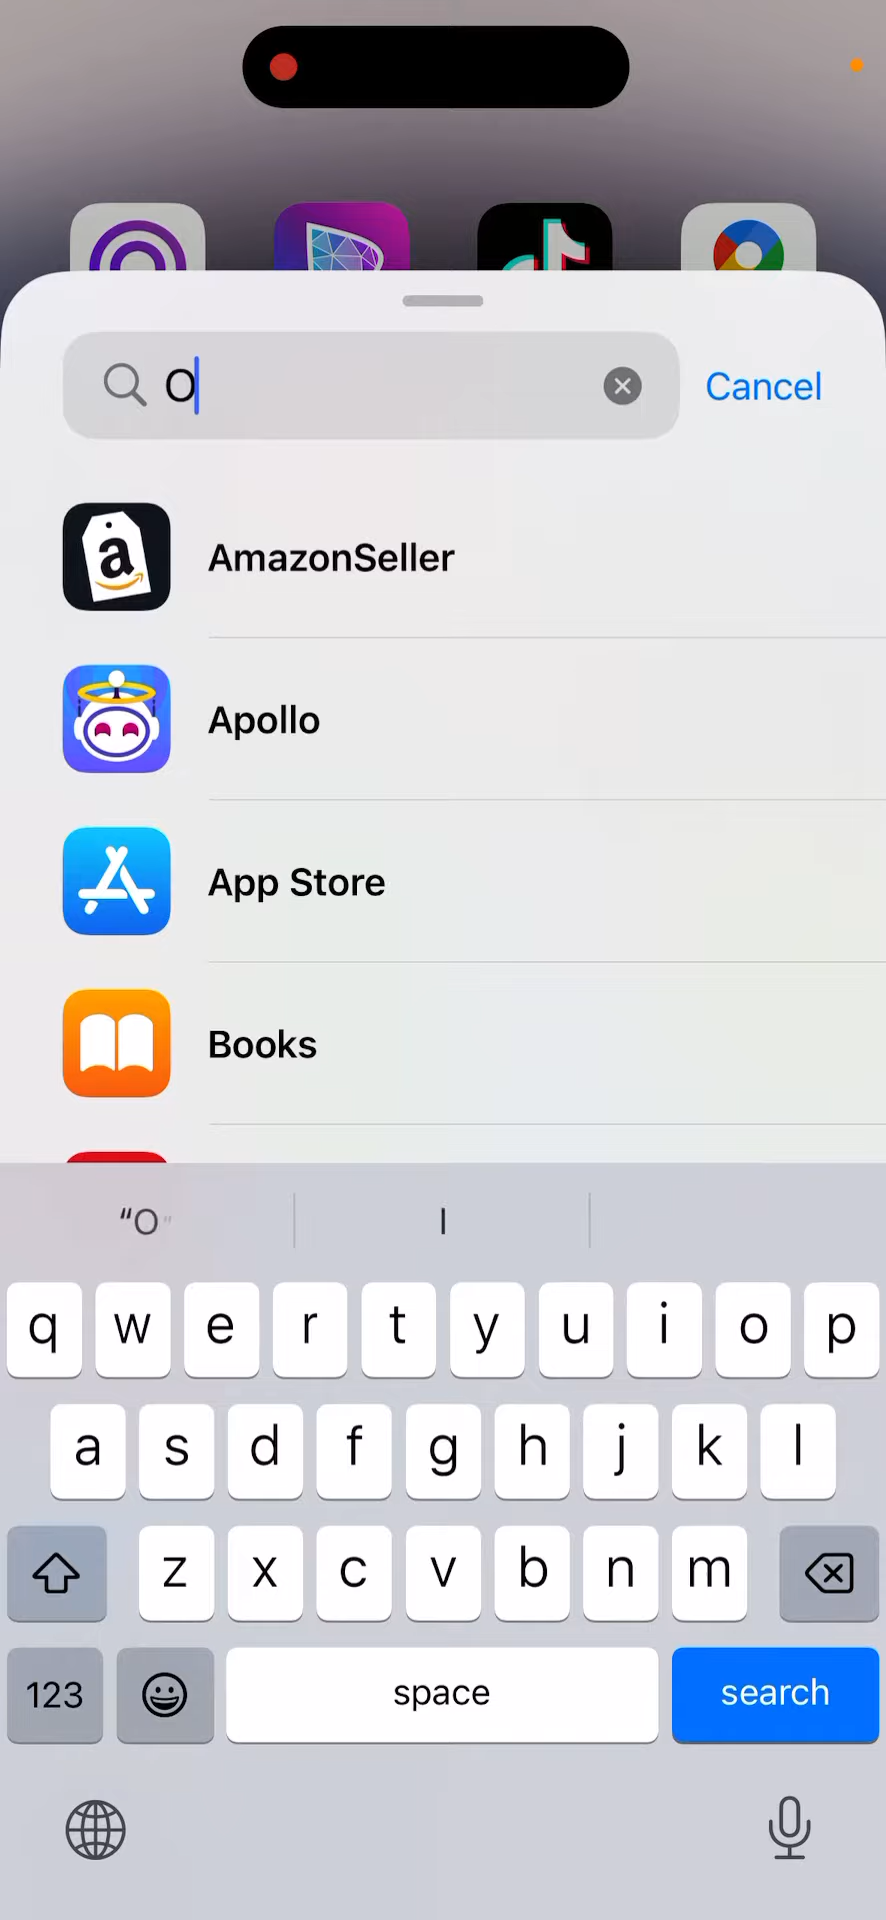 O
Cancel
AmazonSeller
Apollo
App Store
Books
“O” I
q w e r t y u i o p
a s d f g h j k l
z x c v b n m
123 space search